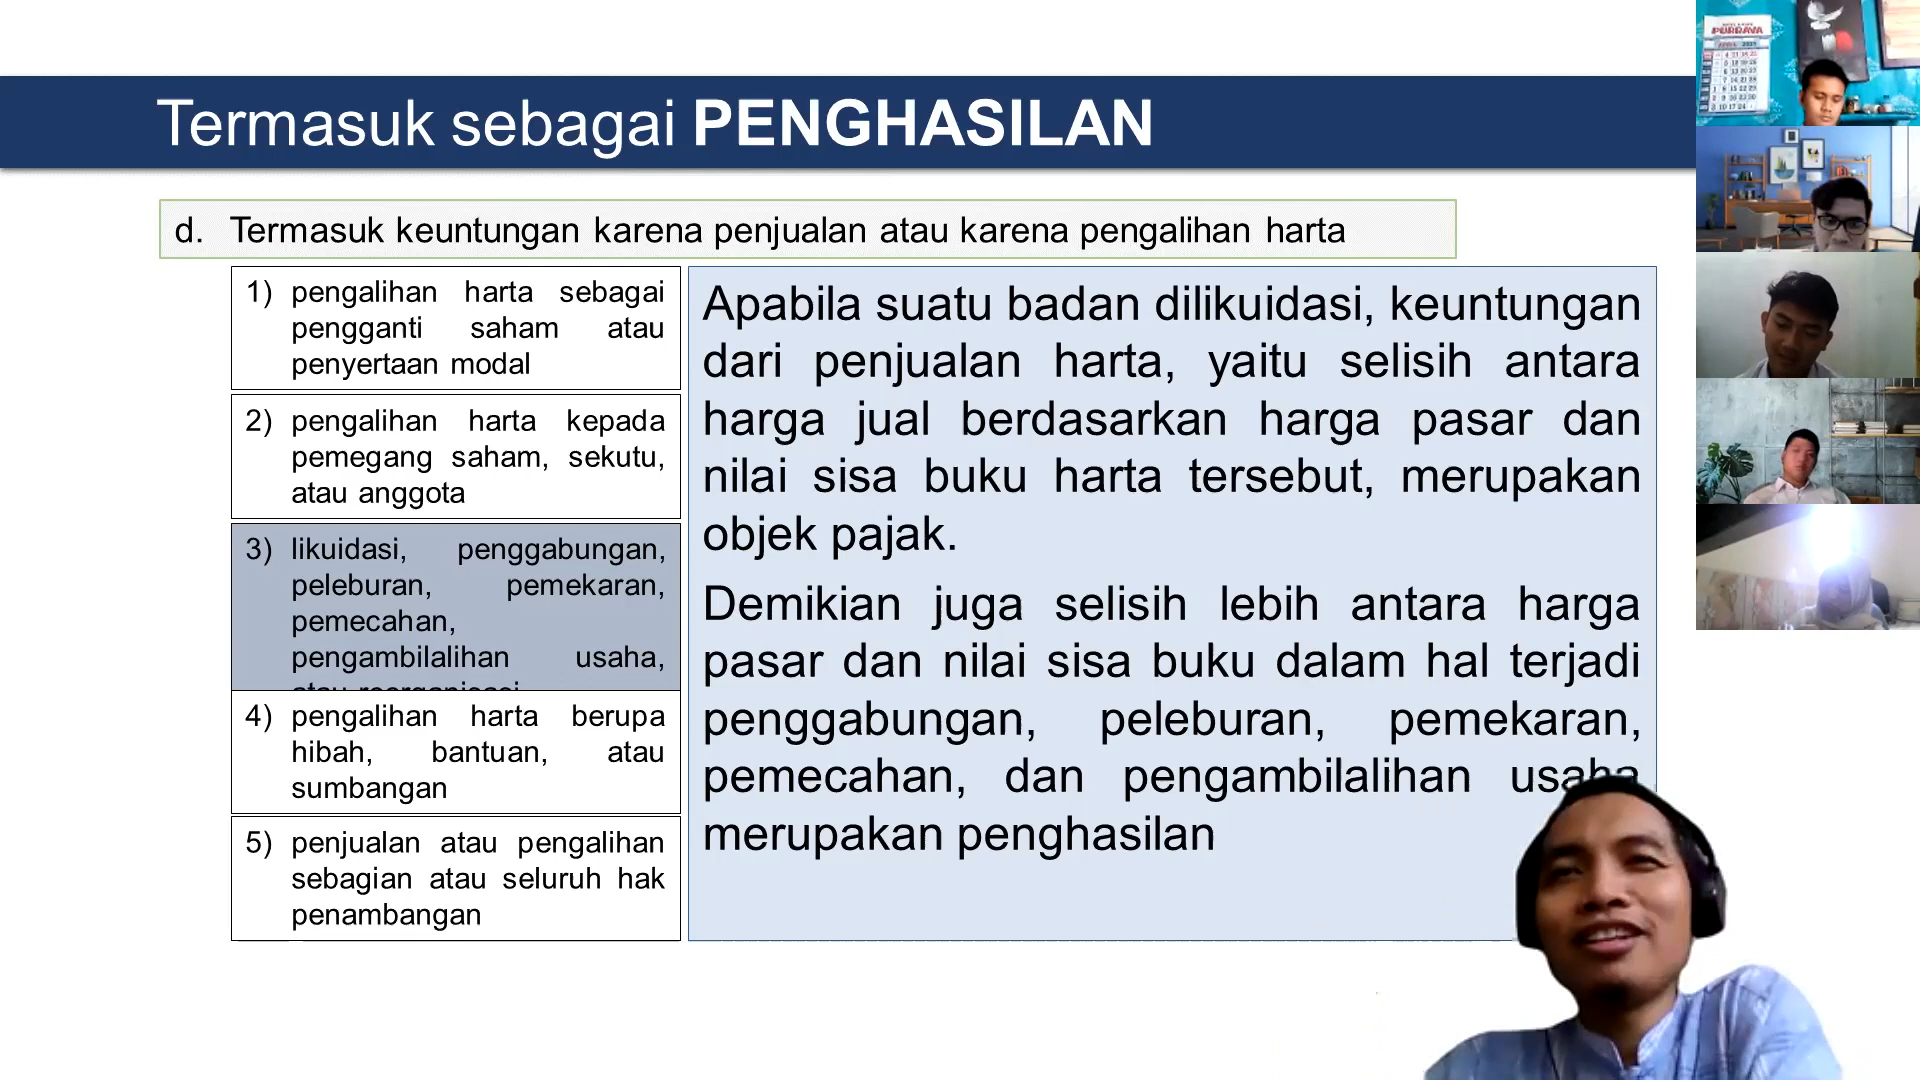 PURBAYA
Termasuk sebagai PENGHASILAN
d. Termasuk keuntungan karena penjualan atau karena pengalihan harta
1) pengalihan harta sebagai
pengganti saham atau
penyertaan modal
2) pengalihan harta kepada
pemegang saham, sekutu,
atau anggota
3) likuidasi, penggabungan,
peleburan, pemekaran,
pemecahan,
pengambilalihan usaha,
atau reorganisasi
4) pengalihan harta berupa
hibah, bantuan, atau
sumbangan
5) penjualan atau pengalihan
sebagian atau seluruh hak
penambangan
Apabila suatu badan dilikuidasi, keuntungan
dari penjualan harta, yaitu selisih antara
harga jual berdasarkan harga pasar dan
nilai sisa buku harta tersebut, merupakan
objek pajak.
Demikian juga selisih lebih antara harga
pasar dan nilai sisa buku dalam hal terjadi
penggabungan, peleburan, pemekaran,
pemecahan, dan pengambilalihan usaha
merupakan penghasilan